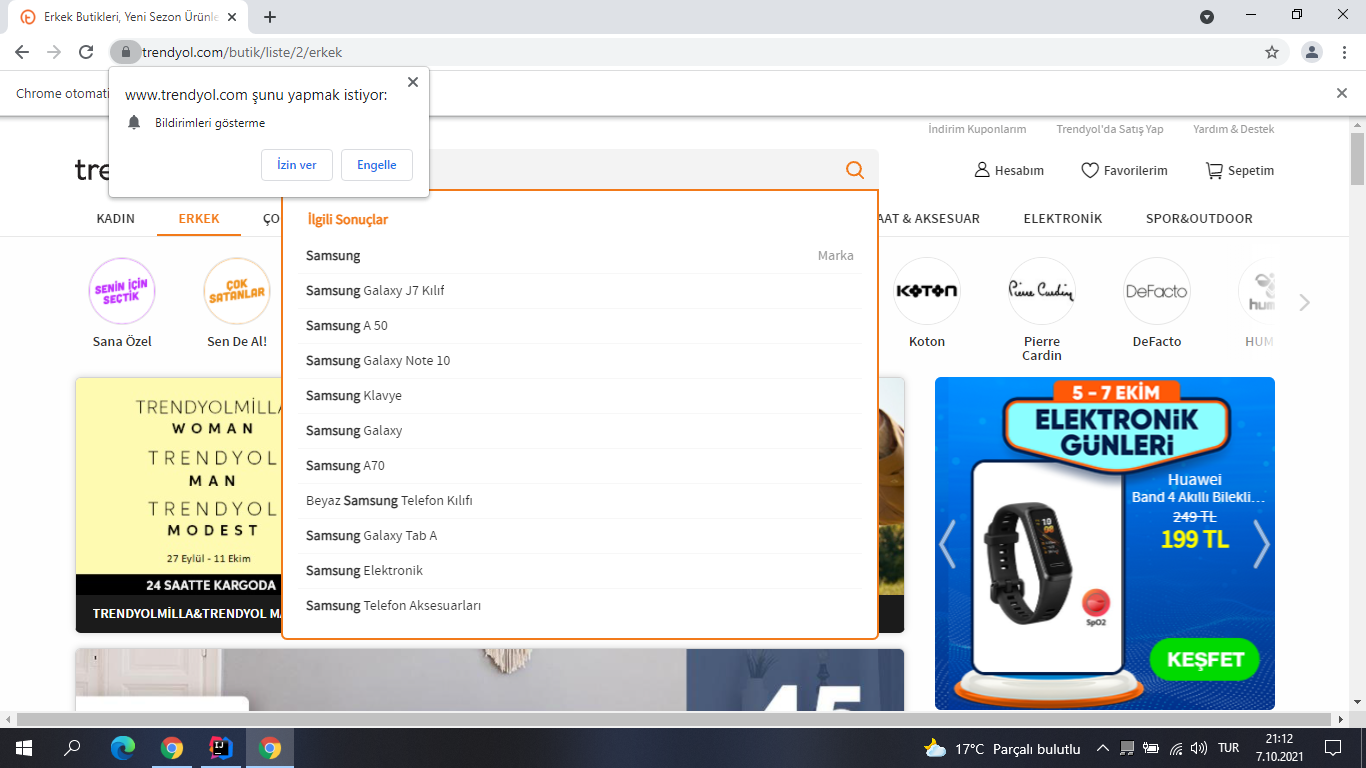 Erkek Butikleri, Yeni Sezon Ürünle
trendyol.com/butik/liste/2/erkek
Chrome otomati
www.trendyol.com şunu yapmak istiyor:
Bildirimleri gösterme
İzin ver
Engelle
İndirim Kuponlarım
Trendyol'da Satış Yap
Yardım & Destek
tre
Hesabım
Favorilerim
Sepetim
KADIN
ERKEK
ÇO
AAT & AKSESUAR
ELEKTRONİK
SPOR&OUTDOOR
İlgili Sonuçlar
Samsung
Marka
Samsung Galaxy J7 Kılıf
Samsung A 50
Samsung Galaxy Note 10
Samsung Klavye
Samsung Galaxy
Samsung A70
Beyaz Samsung Telefon Kılıfı
Samsung Galaxy Tab A
Samsung Elektronik
Samsung Telefon Aksesuarları
SENİN İÇİN
SEÇTİK
Sana Özel
ÇOK
SATANLAR
Sen De Al!
KOTON
Koton
Pierre Cardin
Pierre
Cardin
DeFacto
DeFacto
hum
HUM
TRENDYOLMİLLA
WOMAN
TRENDYOL
MAN
TRENDYOL
MODEST
27 Eylül - 11 Ekim
24 SAATTE KARGODA
TRENDYOLMİLLA&TRENDYOL MA
5 - 7 EKİM
ELEKTRONİK
GÜNLERİ
Huawei
Band 4 Akıllı Bilekli...
249 TL
199 TL
SpO2
KEŞFET
45
17°C Parçalı bulutlu
TUR
21:12
7.10.2021